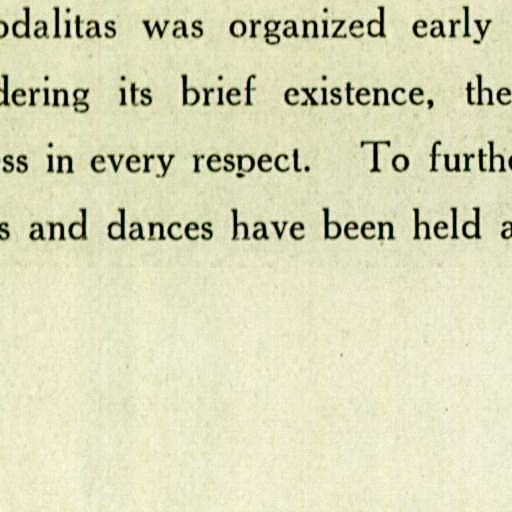 odalitas was organized early
dering its brief existence, the
ss in every respect. To furthe
s and dances have been held a